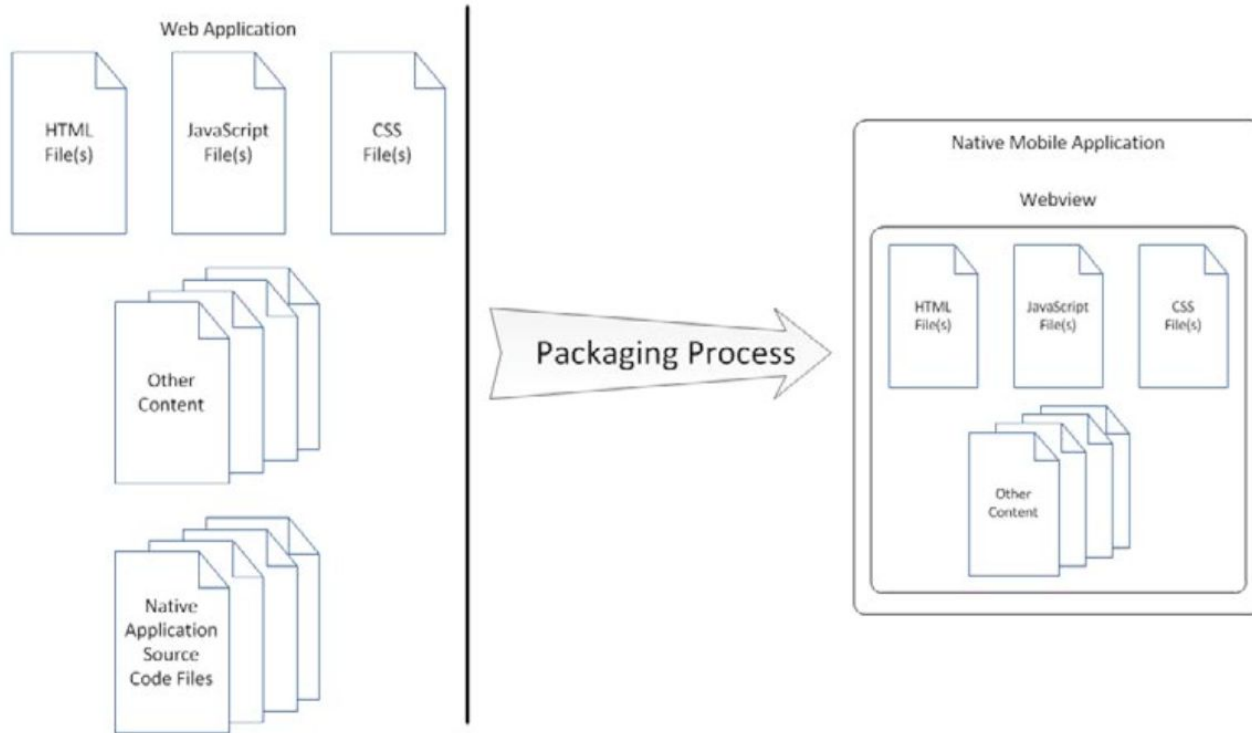 Web Application
HTML
File(s)
JavaScript
File(s)
CSS
File(s)
Other
Content
Native
Application
Source
Code Files
Packaging Process
Native Mobile Application
Webview
HTML
File(s)
JavaScript
File(s)
CSS
File(s)
Other
Content